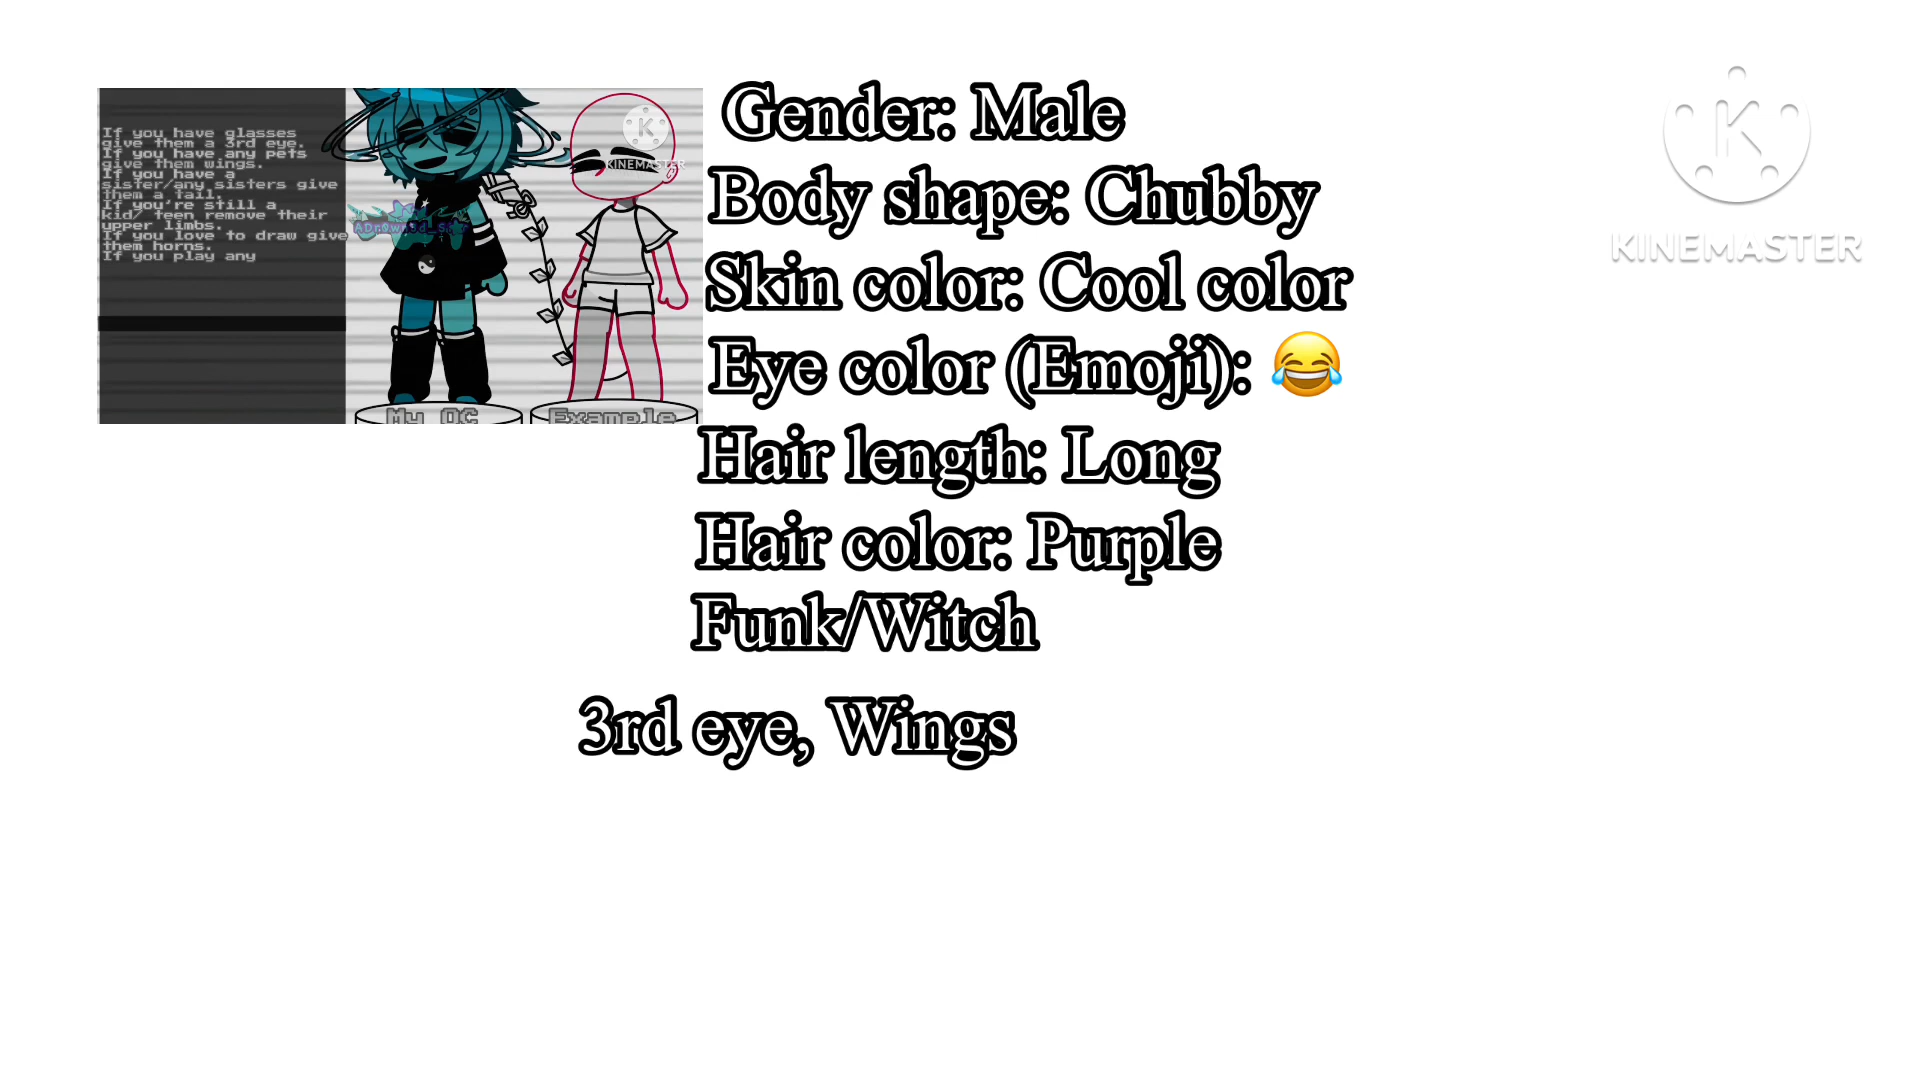 If you have glasses
give them a 3rd eye.
If you have any pets
give them wings.
If you have a
sister/any sisters give
them a tail.
If you're still a
kid/ teen remove their
upper limbs.
If you love to draw give
them horns.
If you play any
KINEMASTER
My OC
Example
Gender: Male
Body shape: Chubby
Skin color: Cool color
Eye color (Emoji): 😂
Hair length: Long
Hair color: Purple
Funk/Witch
3rd eye, Wings
K
KINEMASTER